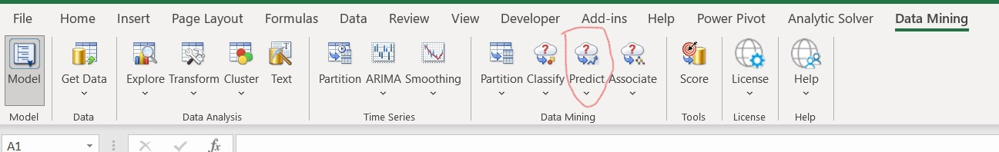 File Home Insert Page Layout Formulas Data Review View Developer Add-ins Help Power Pivot Analytic Solver Data Mining
Model Get Data Explore Transform Cluster Text Partition ARIMA Smoothing Partition Classify Predict Associate Score License Help
Model Data Data Analysis Time Series Data Mining Tools License Help
A1 fx